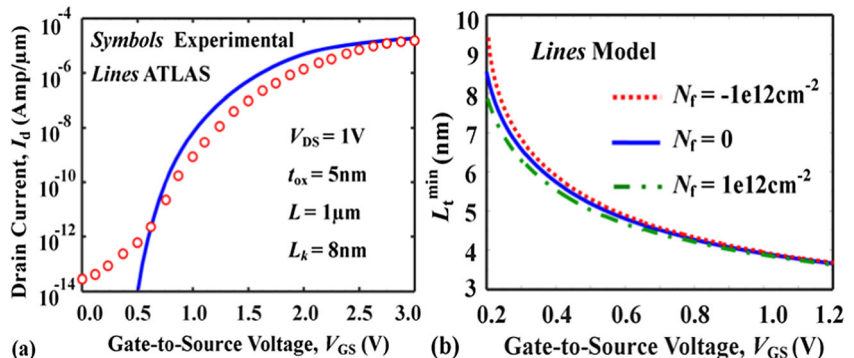 Drain Current, I_d (Amp/μm)
10^-4
10^-6
10^-8
10^-10
10^-12
10^-14
Symbols Experimental
Lines ATLAS
V_DS = 1V
t_ox = 5nm
L = 1μm
L_k = 8nm
0.0 0.5 1.0 1.5 2.0 2.5 3.0
Gate-to-Source Voltage, V_GS (V)
(a)
L_t^min (nm)
10
9
8
7
6
5
4
3
Lines Model
N_f = -1e12cm^-2
N_f = 0
N_f = 1e12cm^-2
0.2 0.4 0.6 0.8 1.0 1.2
Gate-to-Source Voltage, V_GS (V)
(b)